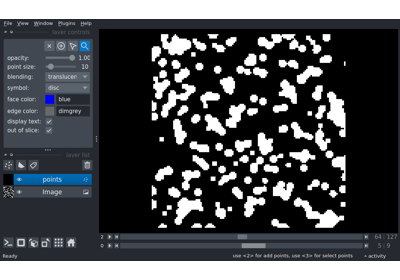 File View Window Plugins Help
layer controls
opacity: 1.00
point size: 10
blending: translucen
symbol: disc
face color: blue
edge color: dimgrey
display text:
out of slice:
layer list
points
Image
2 64 127
0 5 9
use <2> for add points, use <3> for select points activity
Ready